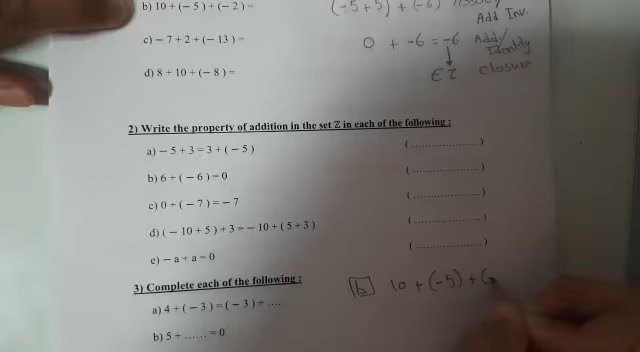 b) 10 + ( − 5 ) + ( − 2 ) =
(-5+5) + (-6)
Add Inv.
c) − 7 + 2 + ( − 13 ) =
0 + -6 = -6 Add/ Identity
∈ ℤ closure
d) 8 + 10 + ( − 8 ) =
2) Write the property of addition in the set ℤ in each of the following :
a) − 5 + 3 = 3 + ( − 5 ) (....................)
b) 6 + ( − 6 ) = 0 (....................)
c) 0 + ( − 7 ) = − 7 (....................)
d) ( − 10 + 5 ) + 3 = − 10 + ( 5 + 3 ) (....................)
e) − a + a = 0 (....................)
3) Complete each of the following :
b 10 + (-5) + (
a) 4 + ( − 3 ) = ( − 3 ) + ....
b) 5 + ...... = 0